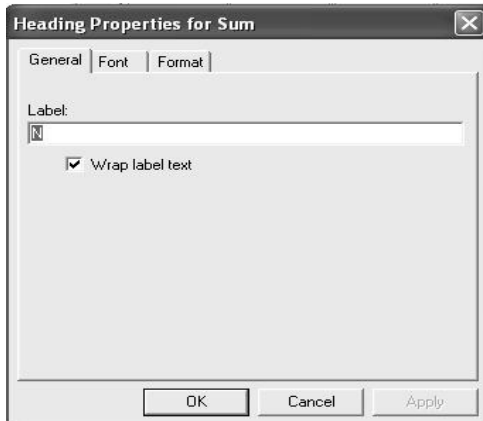 Heading Properties for Sum
General Font Format
Label:
N
Wrap label text
OK Cancel Apply